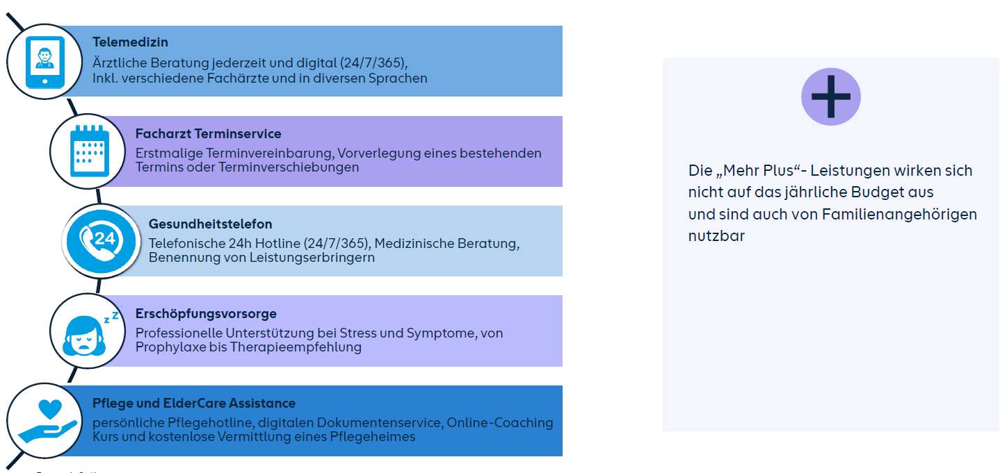 Telemedizin
Ärztliche Beratung jederzeit und digital (24/7/365),
Inkl. verschiedene Fachärzte und in diversen Sprachen
Facharzt Terminservice
Erstmalige Terminvereinbarung, Vorverlegung eines bestehenden
Termins oder Terminverschiebungen
24
Gesundheitstelefon
Telefonische 24h Hotline (24/7/365), Medizinische Beratung,
Benennung von Leistungserbringern
z Z
Erschöpfungsvorsorge
Professionelle Unterstützung bei Stress und Symptome, von
Prophylaxe bis Therapieempfehlung
Pflege und ElderCare Assistance
persönliche Pflegehotline, digitalen Dokumentenservice, Online-Coaching
Kurs und kostenlose Vermittlung eines Pflegeheimes
Die „Mehr Plus“- Leistungen wirken sich
nicht auf das jährliche Budget aus
und sind auch von Familienangehörigen
nutzbar